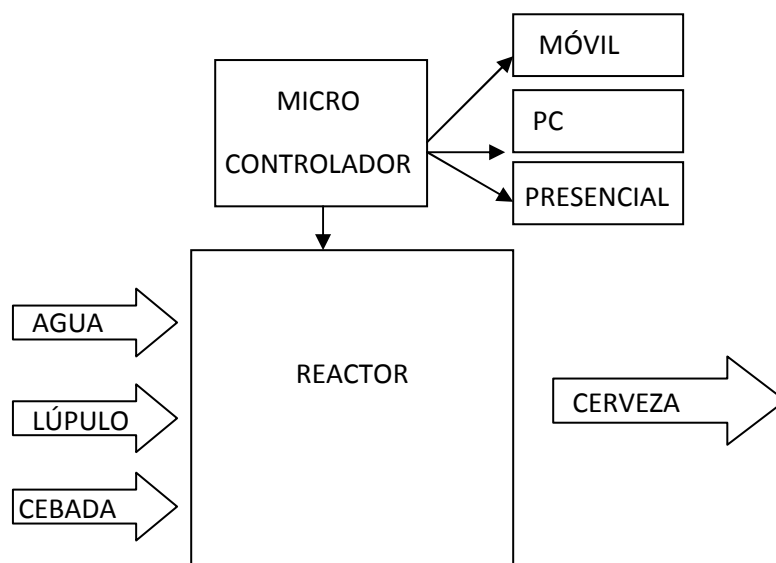 MÓVIL
MICRO
CONTROLADOR
PC
PRESENCIAL
AGUA
REACTOR
LÚPULO
CERVEZA
CEBADA